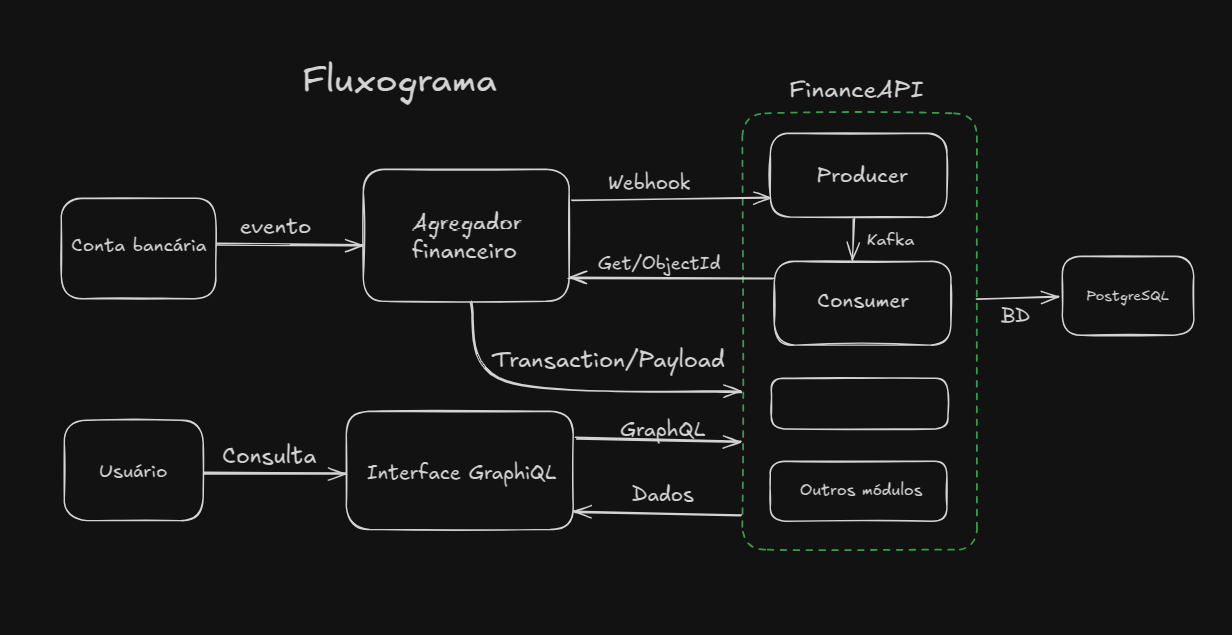 Fluxograma
FinanceAPI
Conta bancária
evento
Agregador
financeiro
Webhook
Producer
Kafka
Get/ObjectId
Consumer
BD
PostgreSQL
Transaction/Payload
Usuário
Consulta
Interface GraphiQL
GraphQL
Dados
Outros módulos